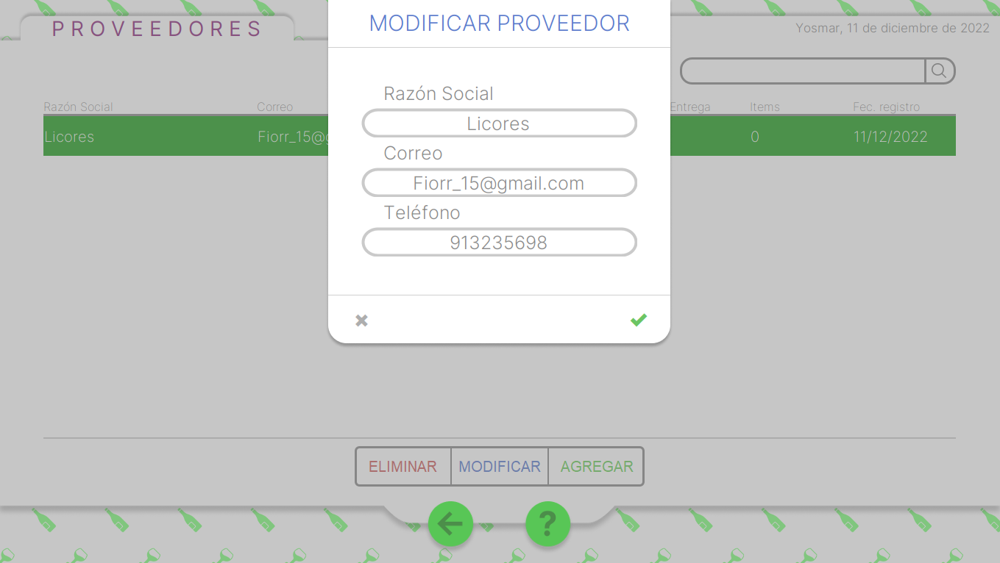 PROVEEDORES
MODIFICAR PROVEEDOR
Yosmar, 11 de diciembre de 2022
Razón Social
Correo
Entrega
Items
Fec. registro
Licores
Fiorr_15@g
0
11/12/2022
Razón Social
Licores
Correo
Fiorr_15@gmail.com
Teléfono
913235698
ELIMINAR
MODIFICAR
AGREGAR
?